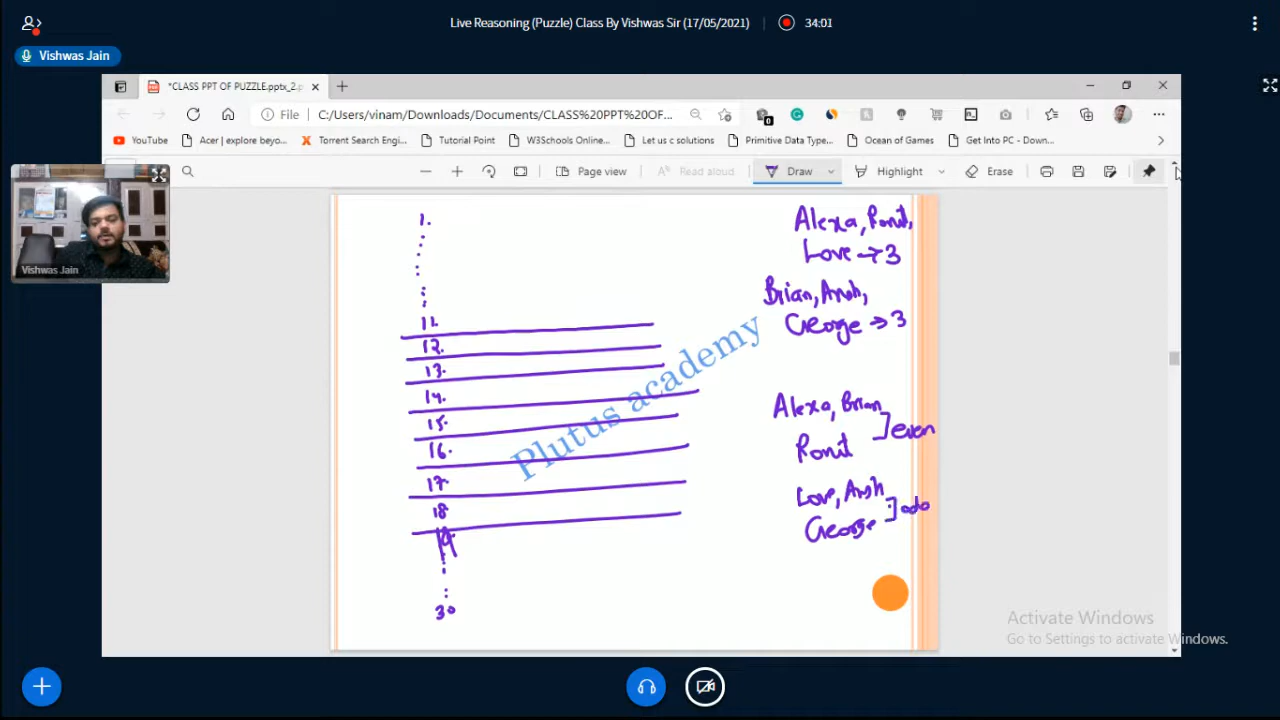 Live Reasoning (Puzzle) Class By Vishwas Sir (17/05/2021)
34:01
Vishwas Jain
*CLASS PPT OF PUZZLE.pptx_2.p
File
C:/Users/vinam/Downloads/Documents/CLASS%20PPT%20OF...
YouTube
Acer | explore beyo...
Torrent Search Engi...
Tutorial Point
W3Schools Online...
Let us c solutions
Primitive Data Type...
Ocean of Games
Get Into PC - Down...
Page view
Read aloud
Draw
Highlight
Erase
Vishwas Jain
1.
11.
12.
13.
14.
15.
16.
17.
18.
19.
30
Alexa, Ronit,
Love → 3
Brian, Ansh,
George → 3
Alexa, Brian
Ronit
even
Love, Ansh
George
odd
Plutus academy
Activate Windows
Go to Settings to activate Windows.